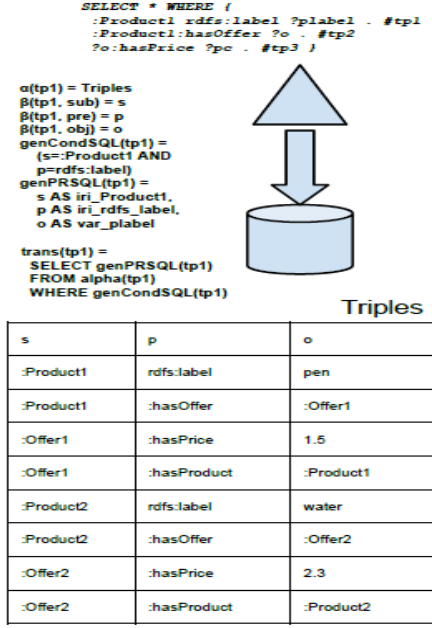 SELECT * WHERE {
:Product1 rdfs:label ?plabel . #tp1
:Product1:hasOffer ?o . #tp2
?o:hasPrice ?pc . #tp3 }
α(tp1) = Triples
β(tp1, sub) = s
β(tp1, pre) = p
β(tp1, obj) = o
genCondSQL(tp1) =
(s=:Product1 AND
p=rdfs:label)
genPRSQL(tp1) =
s AS iri_Product1,
p AS iri_rdfs_label,
o AS var_plabel
trans(tp1) =
SELECT genPRSQL(tp1)
FROM alpha(tp1)
WHERE genCondSQL(tp1)
Triples
s p o
:Product1 rdfs:label pen
:Product1 :hasOffer :Offer1
:Offer1 :hasPrice 1.5
:Offer1 :hasProduct :Product1
:Product2 rdfs:label water
:Product2 :hasOffer :Offer2
:Offer2 :hasPrice 2.3
:Offer2 :hasProduct :Product2